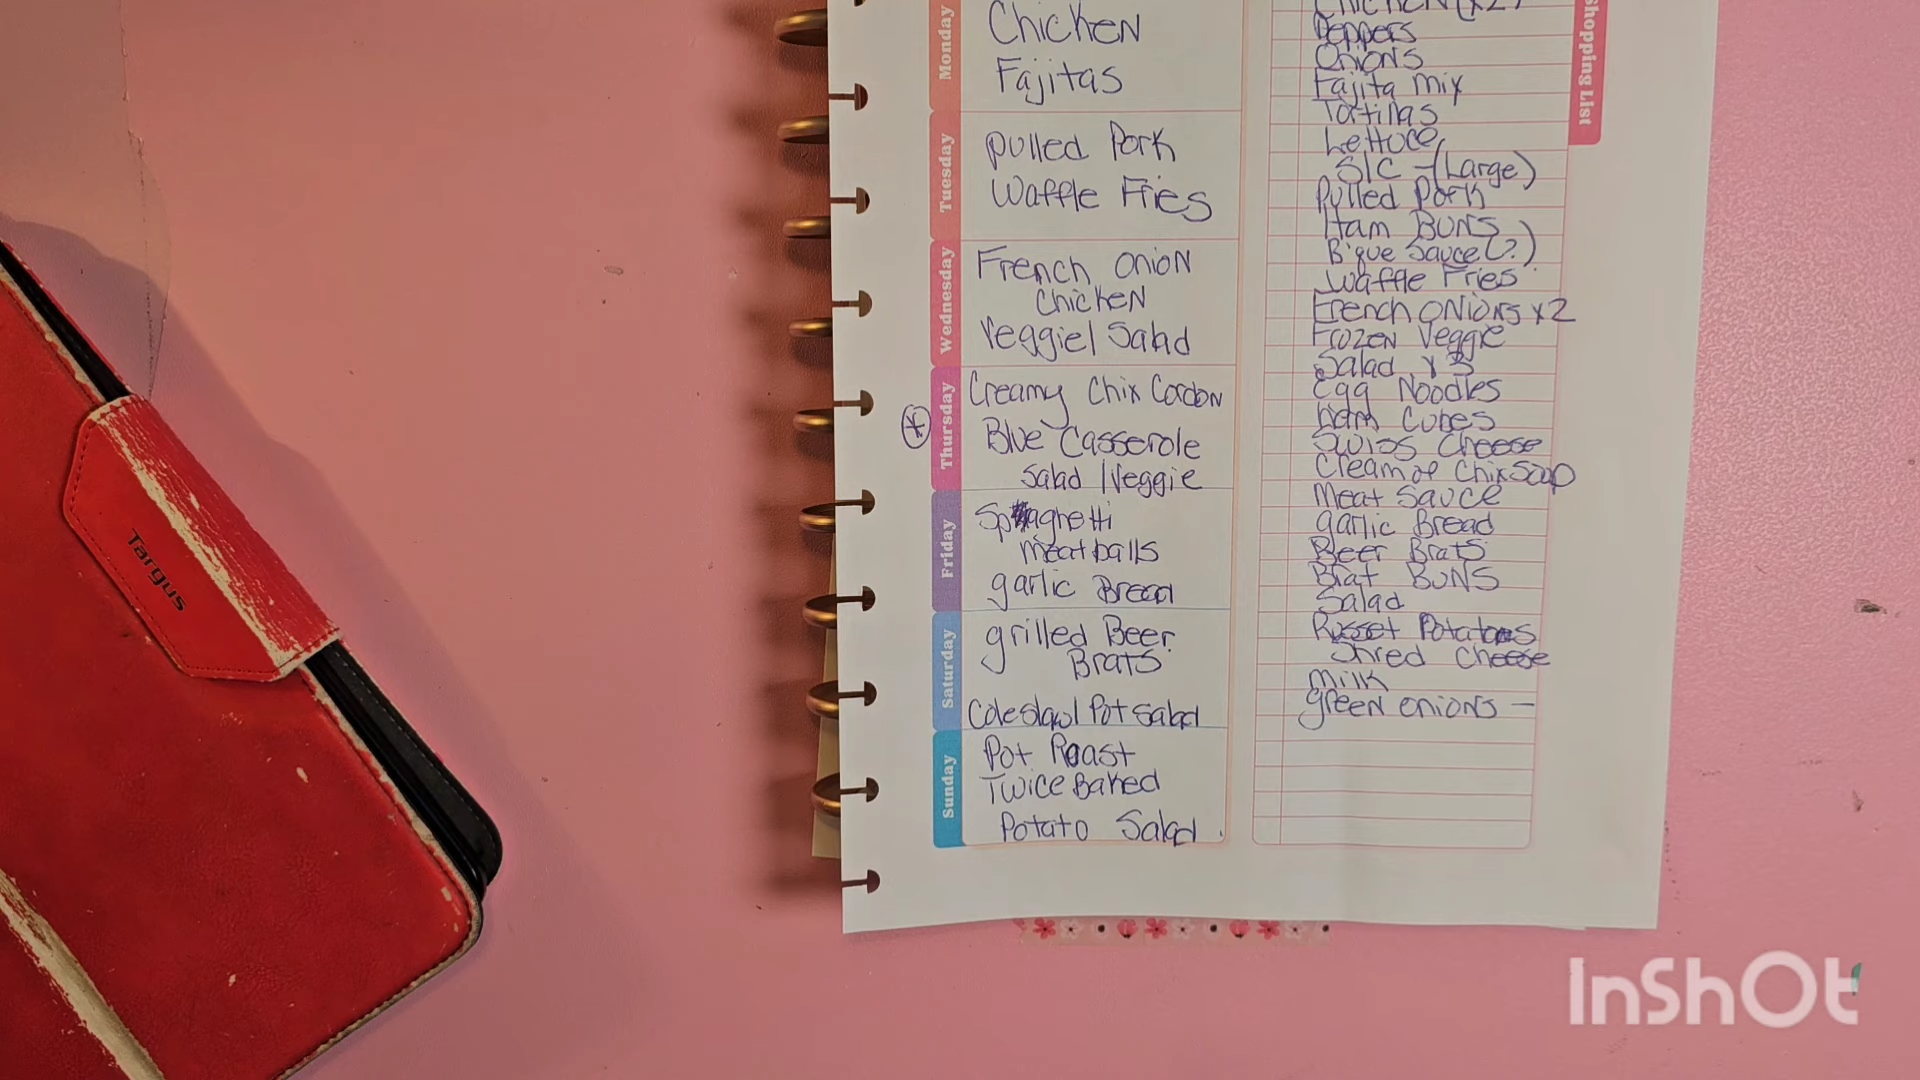 Monday
Chicken
Fajitas
Tuesday
Pulled Pork
Waffle Fries
Wednesday
French Onion
Chicken
Veggie/ Salad
Thursday
Creamy Chix Cordon
Blue Casserole
Salad /Veggie
Friday
Spaghetti
meatballs
garlic Bread
Saturday
grilled Beer
Brats
Coleslaw/ Pot Salad
Sunday
Pot Roast
Twice Baked
Potato Salad
Shopping List
Chicken (x2)
Peppers
Onions
Fajita Mix
Tortillas
Lettuce
S/C - (Large)
Pulled Pork
Ham Buns
B'que Sauce (?)
Waffle Fries
French Onions x2
Frozen Veggie
Salad x 3
Egg Noodles
Ham Cubes
Swiss Cheese
Cream of Chix Soup
Meat Sauce
garlic Bread
Beer Brats
Brat Buns
Salad
Russet Potatoes
Shred Cheese
milk
green onions -
Targus
InShOt